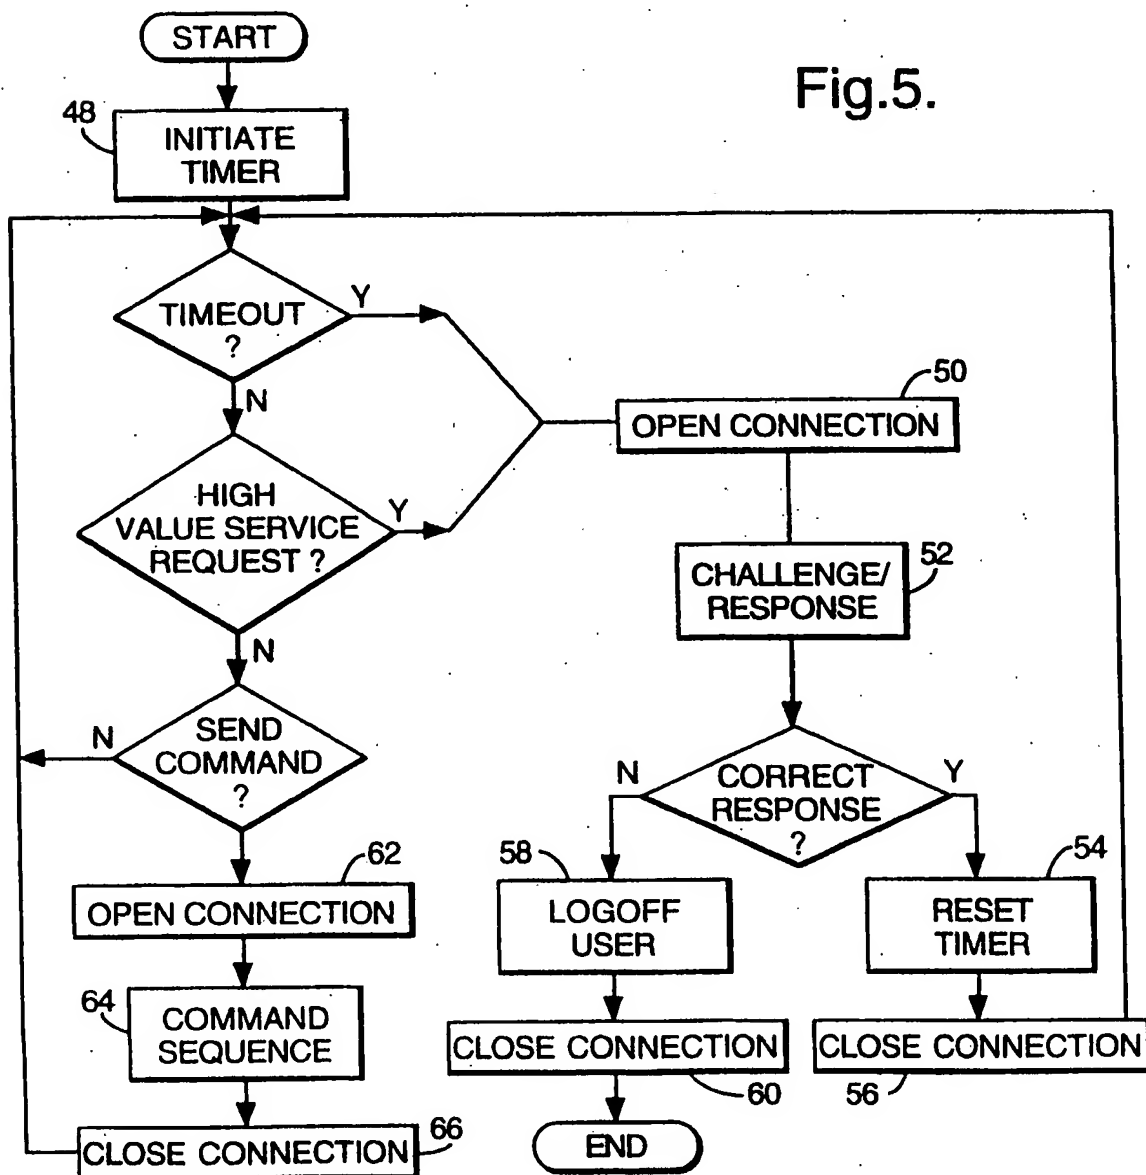 START
Fig.5.
48
INITIATE
TIMER
TIMEOUT
?
Y
N
50
OPEN CONNECTION
HIGH
VALUE SERVICE
REQUEST ?
Y
N
52
CHALLENGE/
RESPONSE
SEND
COMMAND
?
N
CORRECT
RESPONSE
?
N
Y
62
OPEN CONNECTION
58
LOGOFF
USER
54
RESET
TIMER
64
COMMAND
SEQUENCE
CLOSE CONNECTION
60
CLOSE CONNECTION
56
CLOSE CONNECTION
66
END